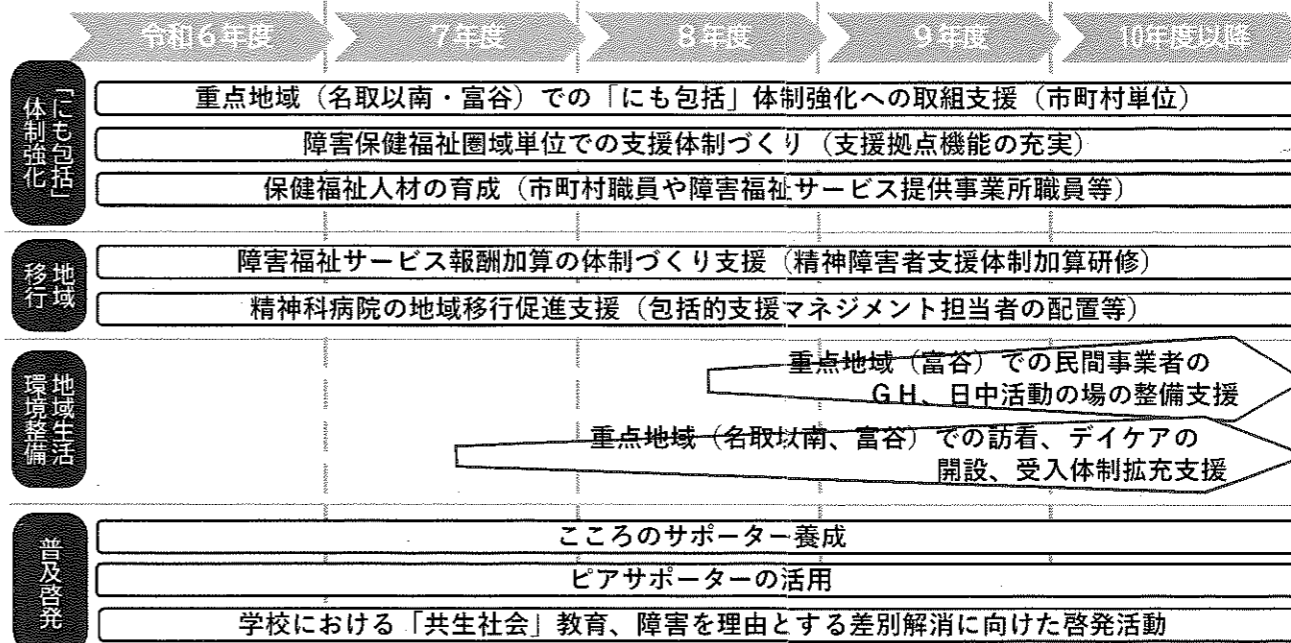 令和6年度
7年度
8年度
9年度
10年度以降
「にも包括」
体制強化
重点地域（名取以南・富谷）での「にも包括」体制強化への取組支援（市町村単位）
障害保健福祉圏域単位での支援体制づくり（支援拠点機能の充実）
保健福祉人材の育成（市町村職員や障害福祉サービス提供事業所職員等）
地域
移行
障害福祉サービス報酬加算の体制づくり支援（精神障害者支援体制加算研修）
精神科病院の地域移行促進支援（包括的支援マネジメント担当者の配置等）
地域生活
環境整備
重点地域（富谷）での民間事業者の
ＧＨ、日中活動の場の整備支援
重点地域（名取以南、富谷）での訪看、デイケアの
開設、受入体制拡充支援
普及啓発
こころのサポーター養成
ピアサポーターの活用
学校における「共生社会」教育、障害を理由とする差別解消に向けた啓発活動